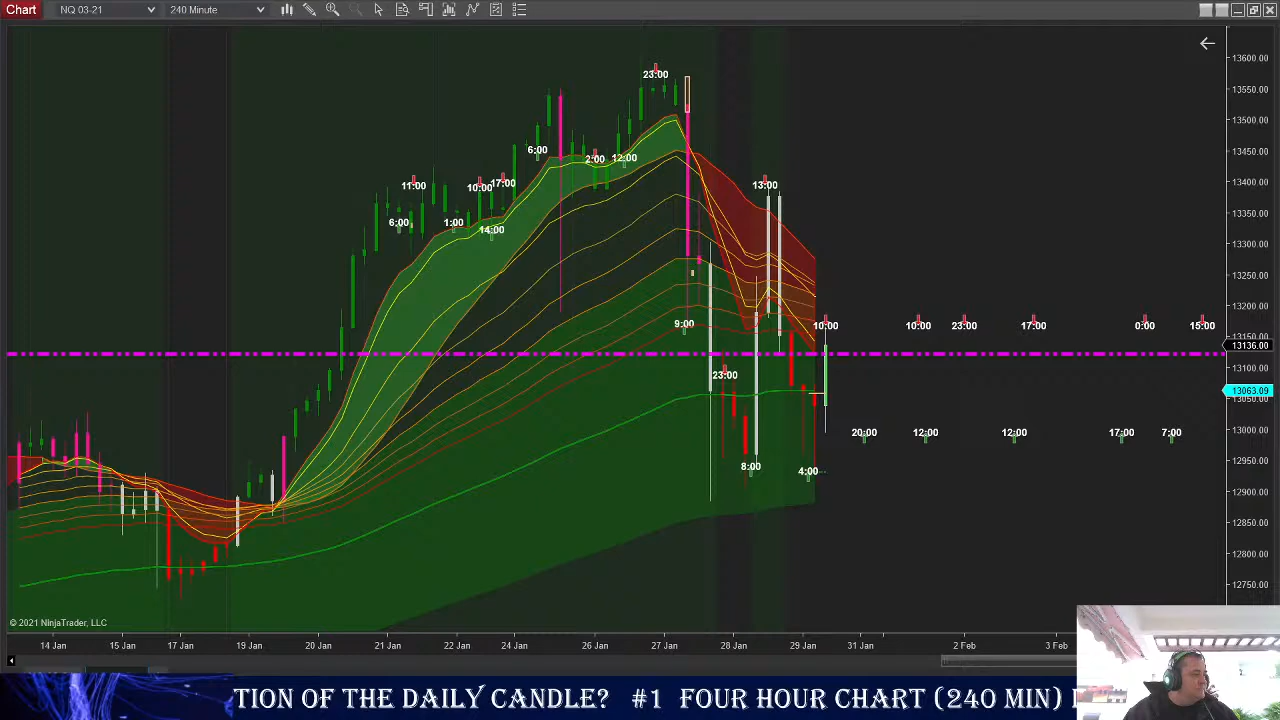 Chart NQ 03-21 240 Minute
13600.00
23:00
13550.00
13500.00
6:00 2:00 12:00
13450.00
11:00 10:00 17:00 13:00
13400.00
6:00 1:00 14:00
13350.00
13300.00
13250.00
13200.00
9:00 10:00 10:00 23:00 17:00 0:00 15:00
13150.00
13136.00
13100.00
23:00
13063.09
13050.00
20:00 12:00 12:00 17:00 7:00
13000.00
8:00 4:00
12950.00
12900.00
12850.00
12800.00
12750.00
© 2021 NinjaTrader, LLC
14 Jan 15 Jan 17 Jan 19 Jan 20 Jan 21 Jan 22 Jan 24 Jan 26 Jan 27 Jan 28 Jan 29 Jan 31 Jan 2 Feb 3 Feb
TION OF THE DAILY CANDLE? #1 FOUR HOUR CHART (240 MIN)